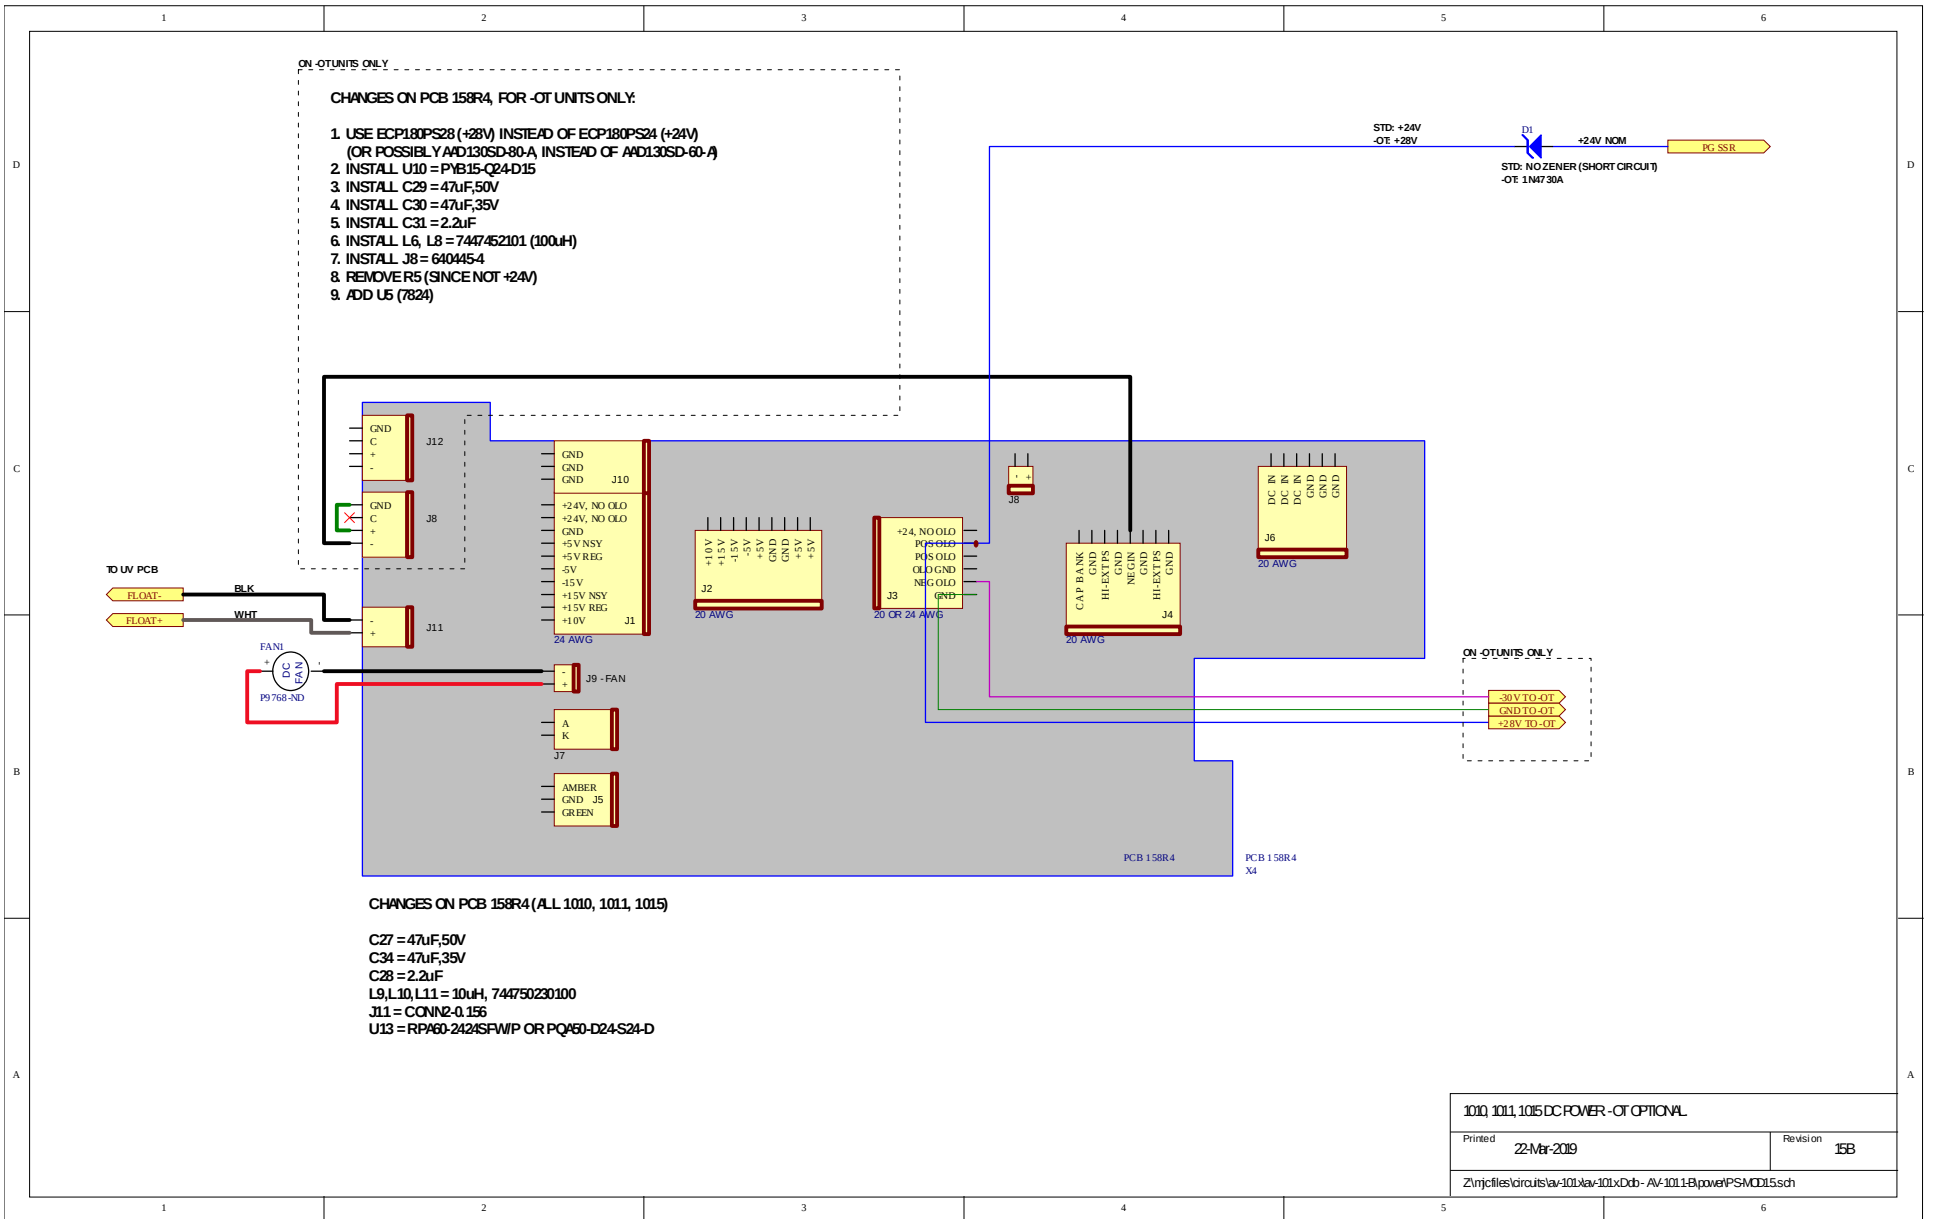 1 2 3 4 5 6
ON -OT UNITS ONLY
CHANGES ON PCB 158R4, FOR -OT UNITS ONLY:
1. USE ECP180PS28 (+28V) INSTEAD OF ECP180PS24 (+24V)
(OR POSSIBLY AAD130SD-80-A, INSTEAD OF AAD130SD-60-A)
2. INSTALL U10 = PYB15-Q24-D15
3. INSTALL C29 = 47uF,50V
4. INSTALL C30 = 47uF,35V
5. INSTALL C31 = 2.2uF
6. INSTALL L6, L8 = 7447452101 (100uH)
7. INSTALL J8 = 640445-4
8. REMOVE R5 (SINCE NOT +24V)
9. ADD U5 (7824)
STD: +24V
-OT: +28V
D1
+24V NOM
PG SSR
STD: NO ZENER (SHORT CIRCUIT)
-OT: 1N4730A
D
D
C
C
B
B
A
A
GND
C
+
-
J12
GND
C
+
-
J8
TO UV PCB
FLOAT-
BLK
FLOAT+
WHT
-
+
J11
FAN1
+
-
DC
FAN
P9768-ND
GND
GND
GND
J10
+24V, NO OLO
+24V, NO OLO
GND
+5V NSY
+5V REG
-5V
-15V
+15V NSY
+15V REG
+10V
J1
24 AWG
-
+
J9 - FAN
A
K
J7
AMBER
GND
GREEN
J5
+10V
+15V
-15V
-5V
+5V
GND
GND
+5V
+5V
J2
20 AWG
+24, NO OLO
POS OLO
POS OLO
OLO GND
NEG OLO
GND
J3
20 OR 24 AWG
-
+
J8
CAP BANK
GND
HI-EXT PS
GND
NEG IN
GND
HI-EXT PS
GND
J4
20 AWG
DC IN
DC IN
DC IN
GND
GND
GND
J6
20 AWG
ON -OT UNITS ONLY
-30V TO -OT
GND TO -OT
+28V TO -OT
PCB 158R4
PCB 158R4
X4
CHANGES ON PCB 158R4 (ALL 1010, 1011, 1015)
C27 = 47uF,50V
C34 = 47uF,35V
C28 = 2.2uF
L9,L10,L11 = 10uH, 744750230100
J11 = CONN2-0.156
U13 = RPA60-2424SFW/P OR PQA50-D24-S24-D
1010, 1011, 1015 DC POWER - OT OPTIONAL.
Printed
22-Mar-2019
Revision
15B
Z:\mjcfiles\circuits\av-101x\av-101x.Ddb - AV-1011-B\power\PS-MOD15.sch
1 2 3 4 5 6